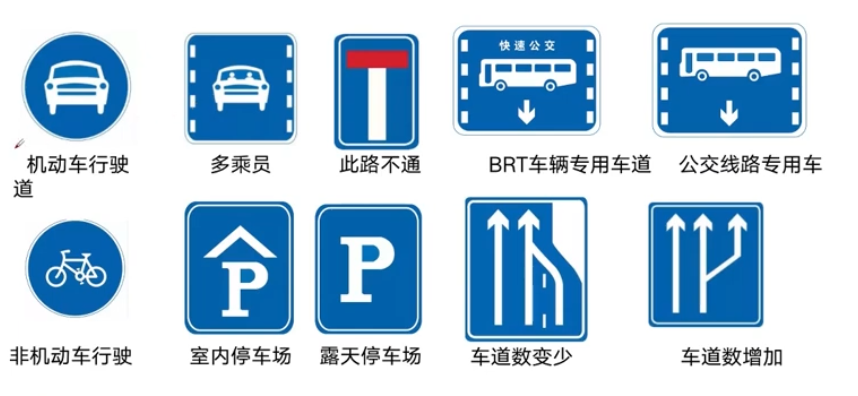 快速公交
机动车行驶
道
多乘员
此路不通
BRT车辆专用车道
公交线路专用车
P
P
非机动车行驶
室内停车场
露天停车场
车道数变少
车道数增加